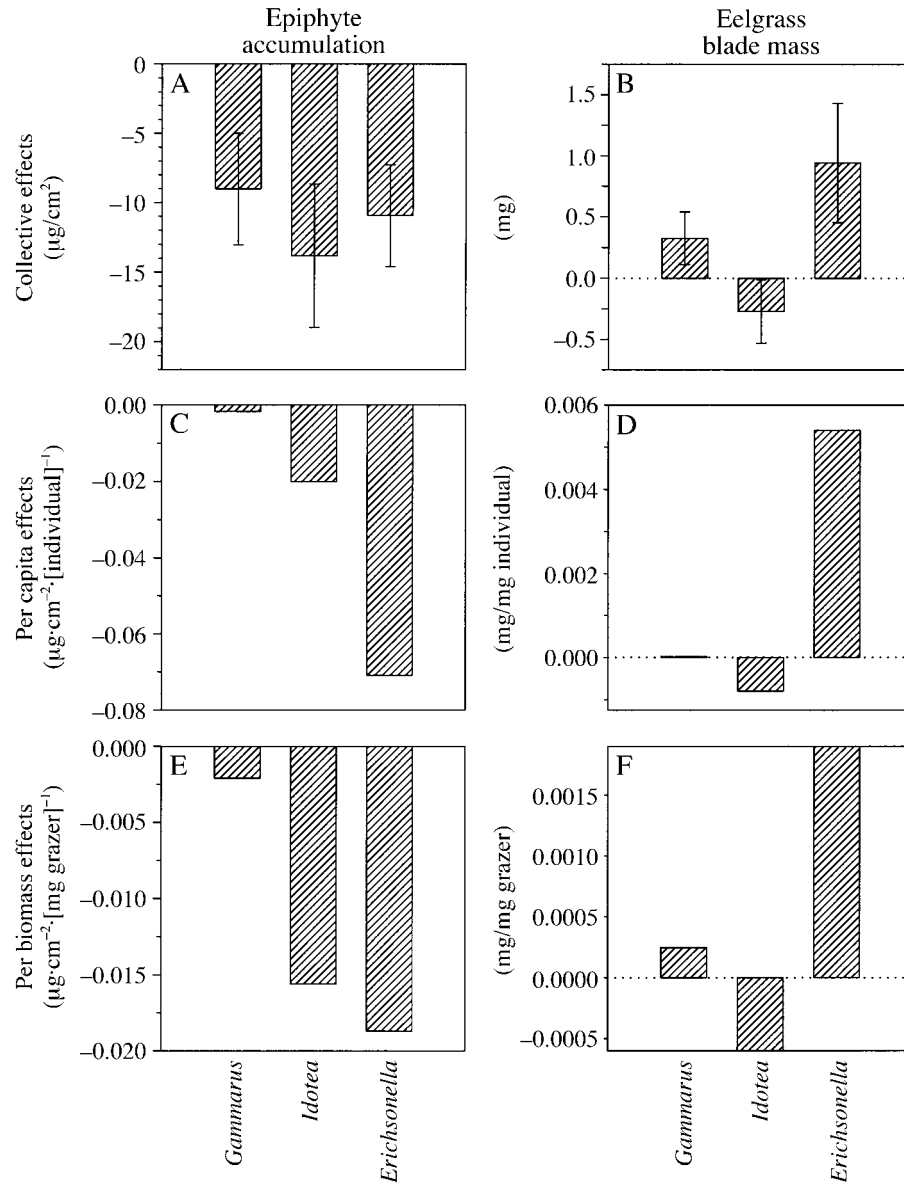 Epiphyte
accumulation
Eelgrass
blade mass
A
0
−5
−10
−15
−20
Collective effects
(μg/cm²)
B
1.5
1.0
0.5
0.0
−0.5
(mg)
C
0.00
−0.02
−0.04
−0.06
−0.08
Per capita effects
(μg·cm⁻²·[individual]⁻¹)
D
0.006
0.004
0.002
0.000
(mg/mg individual)
E
0.000
−0.005
−0.010
−0.015
−0.020
Per biomass effects
(μg·cm⁻²·[mg grazer]⁻¹)
F
0.0015
0.0010
0.0005
0.0000
−0.0005
(mg/mg grazer)
Gammarus
Idotea
Erichsonella
Gammarus
Idotea
Erichsonella